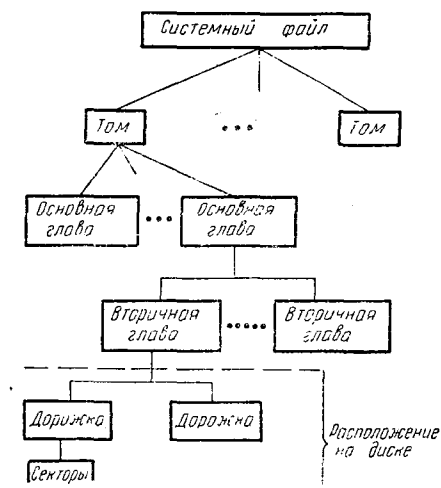 Системный файл
Том
...
Том
Основная
глава
...
Основная
глава
Вторичная
глава
.....
Вторичная
глава
Дорожка
Дорожка
Расположение
на диске
Секторы